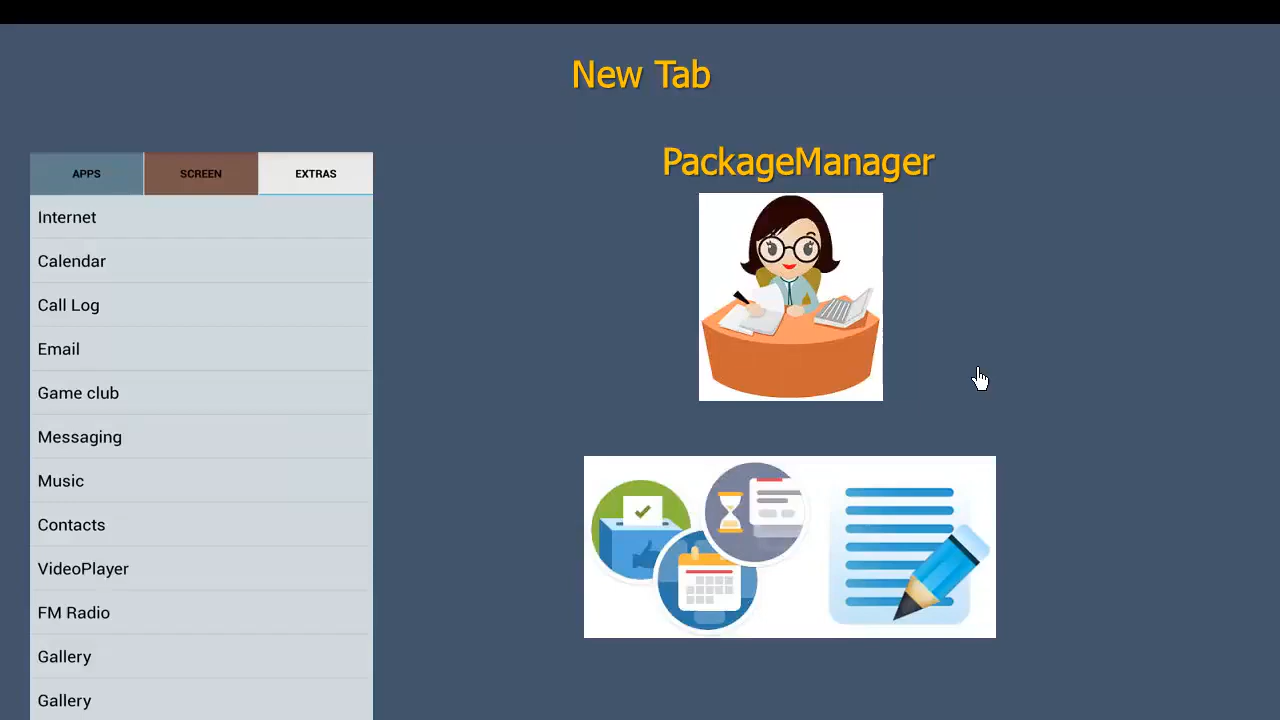 New Tab
PackageManager
APPS SCREEN EXTRAS
Internet
Calendar
Call Log
Email
Game club
Messaging
Music
Contacts
VideoPlayer
FM Radio
Gallery
Gallery